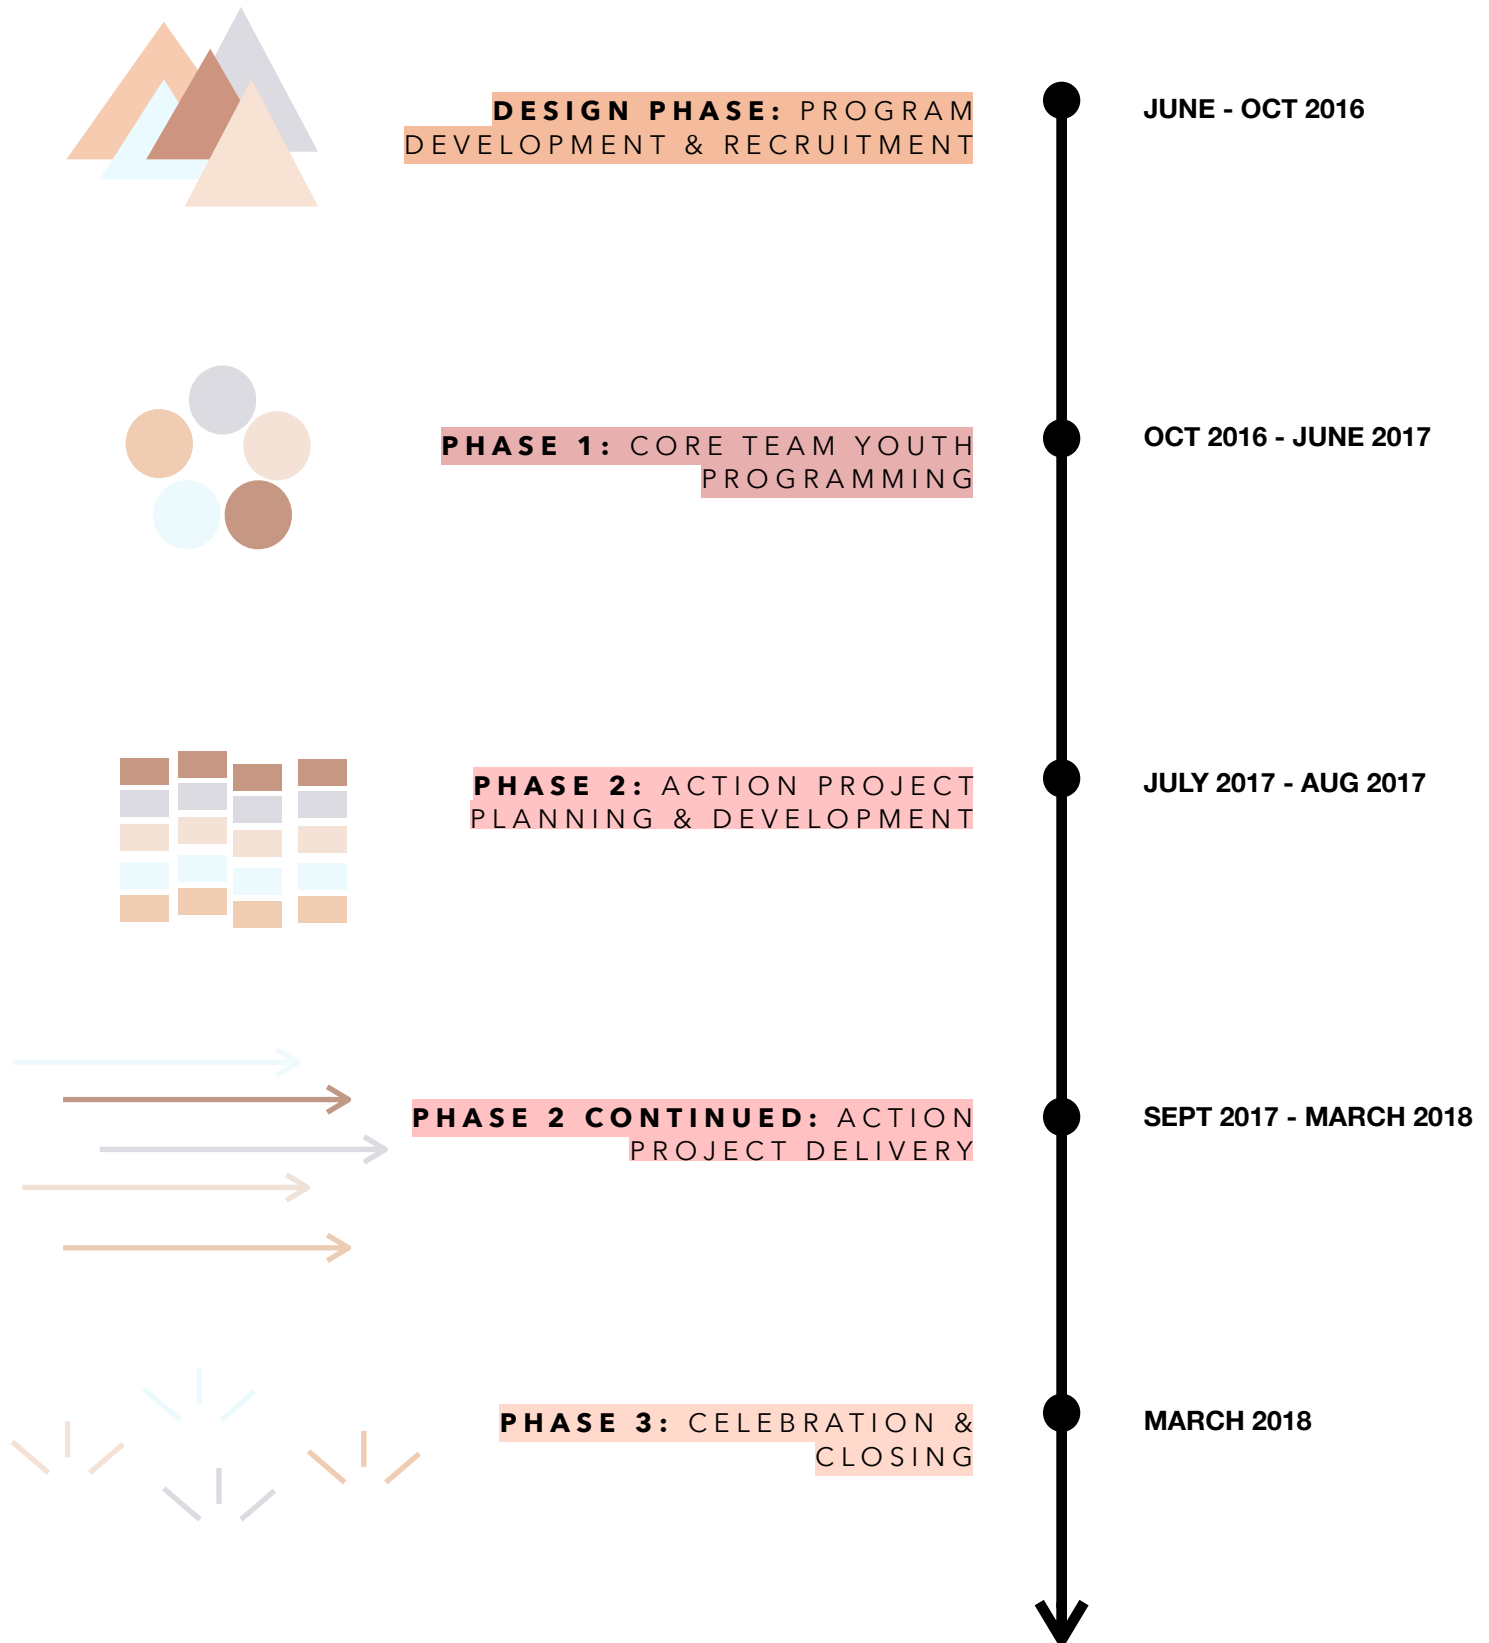 DESIGN PHASE: PROGRAM
DEVELOPMENT & RECRUITMENT
JUNE - OCT 2016
PHASE 1: CORE TEAM YOUTH
PROGRAMMING
OCT 2016 - JUNE 2017
PHASE 2: ACTION PROJECT
PLANNING & DEVELOPMENT
JULY 2017 - AUG 2017
PHASE 2 CONTINUED: ACTION
PROJECT DELIVERY
SEPT 2017 - MARCH 2018
PHASE 3: CELEBRATION &
CLOSING
MARCH 2018